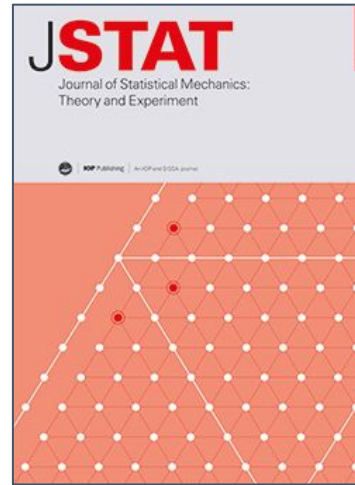 JSTAT
Journal of Statistical Mechanics:
Theory and Experiment
IOP Publishing | An IOP and SISSA journal